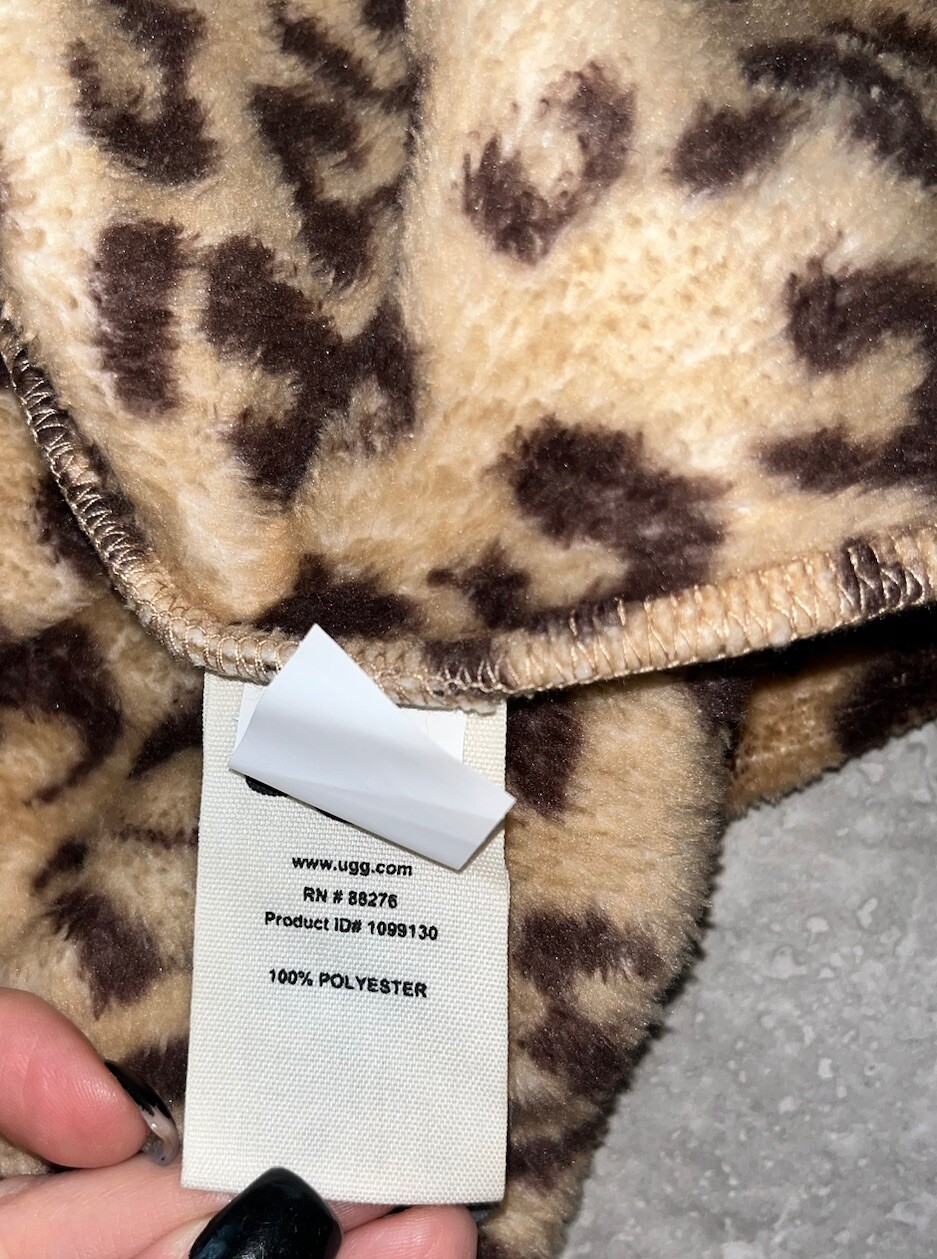 www.ugg.com
RN # 88276
Product ID# 1099130
100% POLYESTER